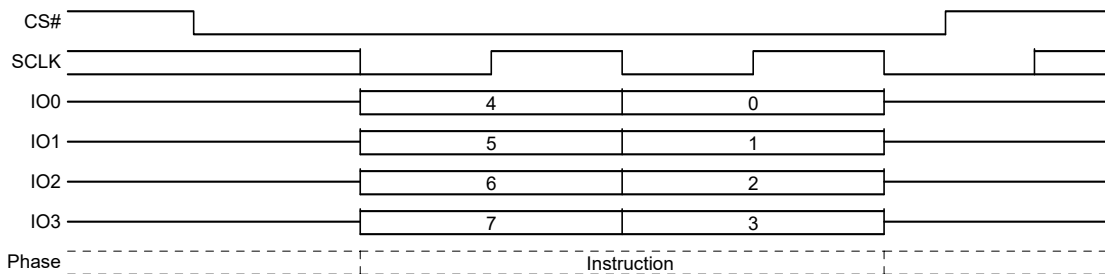 CS#
SCLK
IO0 4 0
IO1 5 1
IO2 6 2
IO3 7 3
Phase Instruction